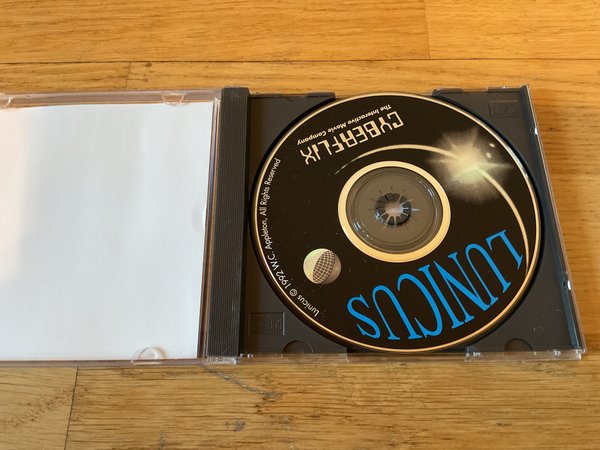 CYBERFLIX
The Interactive Movie Company
LUNICUS
Lunicus © 1992 W.C. Appleton, All Rights Reserved